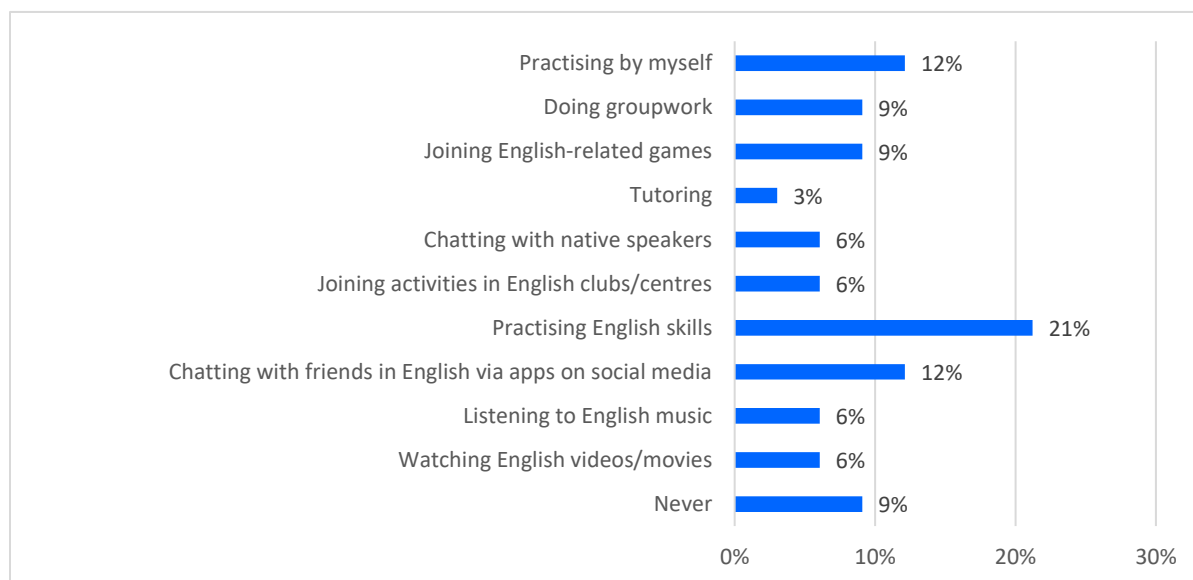 Practising by myself 12%
Doing groupwork 9%
Joining English-related games 9%
Tutoring 3%
Chatting with native speakers 6%
Joining activities in English clubs/centres 6%
Practising English skills 21%
Chatting with friends in English via apps on social media 12%
Listening to English music 6%
Watching English videos/movies 6%
Never 9%
0% 10% 20% 30%